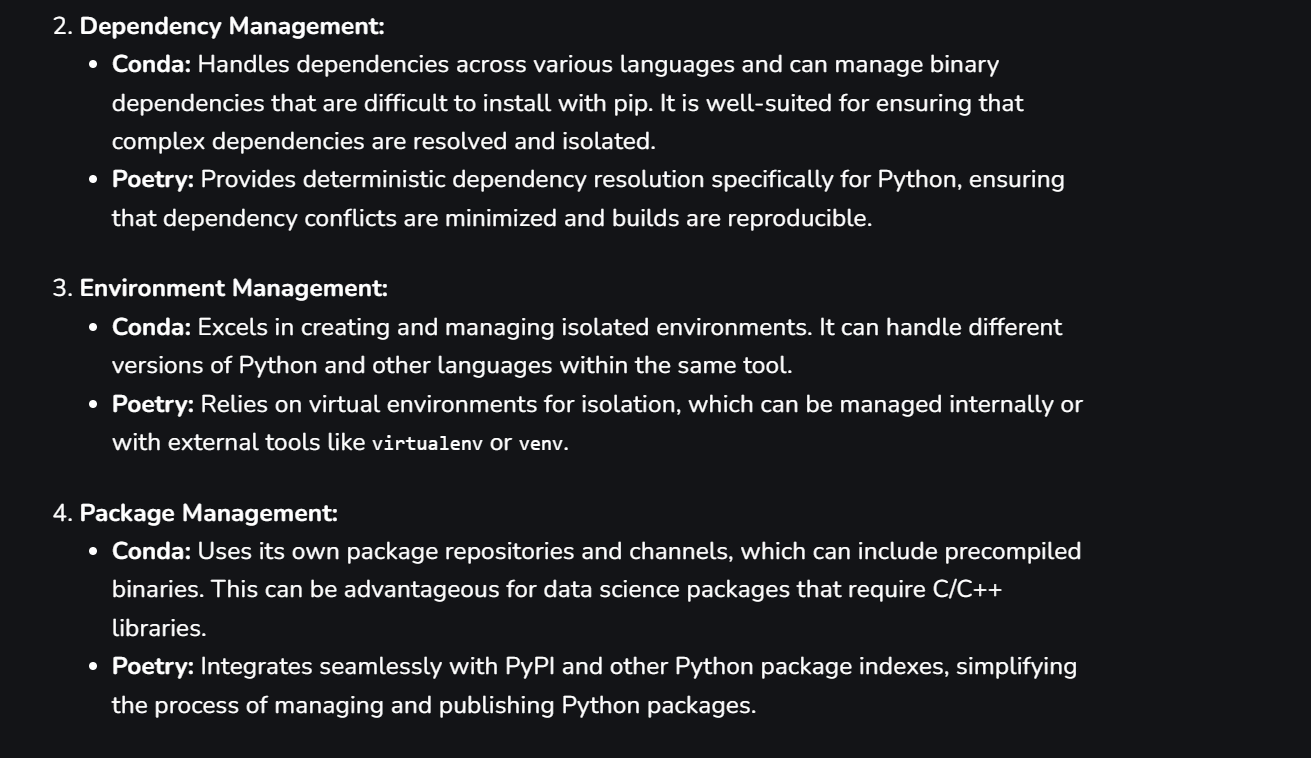 2. Dependency Management:
• Conda: Handles dependencies across various languages and can manage binary
dependencies that are difficult to install with pip. It is well-suited for ensuring that
complex dependencies are resolved and isolated.
• Poetry: Provides deterministic dependency resolution specifically for Python, ensuring
that dependency conflicts are minimized and builds are reproducible.
3. Environment Management:
• Conda: Excels in creating and managing isolated environments. It can handle different
versions of Python and other languages within the same tool.
• Poetry: Relies on virtual environments for isolation, which can be managed internally or
with external tools like virtualenv or venv.
4. Package Management:
• Conda: Uses its own package repositories and channels, which can include precompiled
binaries. This can be advantageous for data science packages that require C/C++
libraries.
• Poetry: Integrates seamlessly with PyPI and other Python package indexes, simplifying
the process of managing and publishing Python packages.